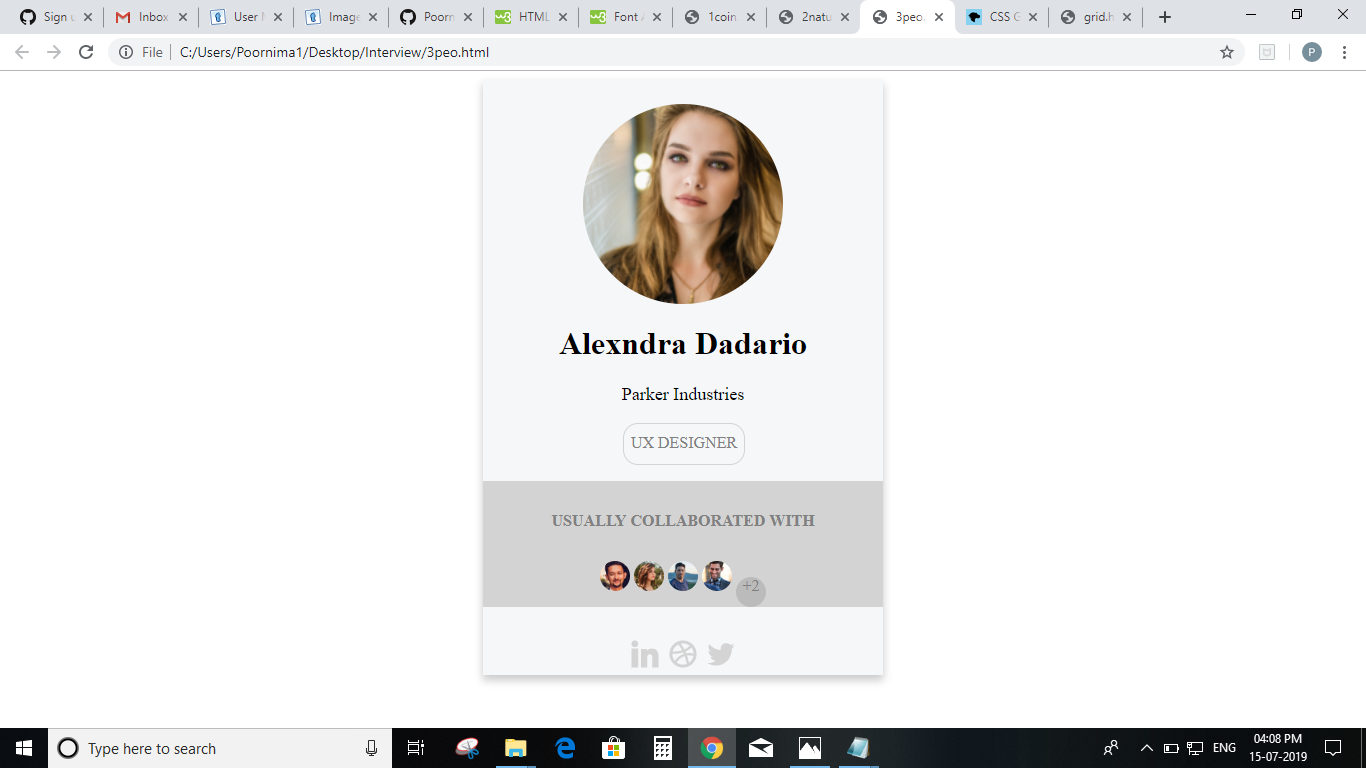 Sign u
Inbox
User M
Image
Poorn
HTML
Font A
1coin
2natu
3peo.
CSS G
grid.h
File
C:/Users/Poornima1/Desktop/Interview/3peo.html
P
Alexndra Dadario
Parker Industries
UX DESIGNER
USUALLY COLLABORATED WITH
+2
in
Type here to search
ENG
04:08 PM
15-07-2019